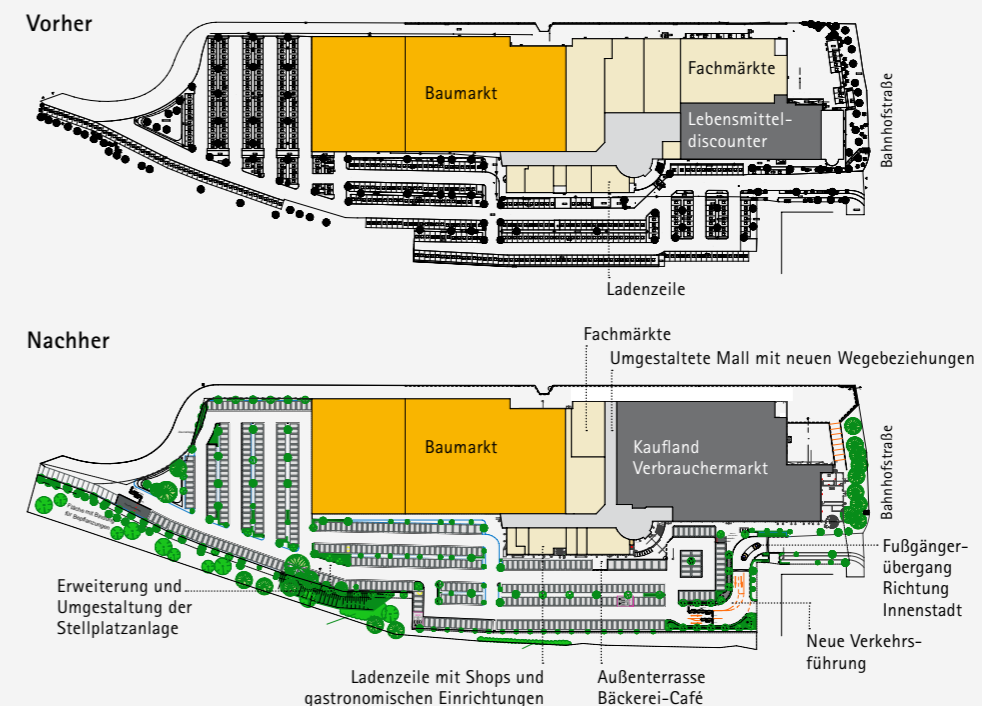 Vorher
Baumarkt
Fachmärkte
Lebensmittel-
discounter
Bahnhofstraße
Ladenzeile
Nachher
Fachmärkte
Umgestaltete Mall mit neuen Wegebeziehungen
Baumarkt
Kaufland
Verbrauchermarkt
Bahnhofstraße
für Bepflanzungen
Erweiterung und
Umgestaltung der
Stellplatzanlage
Fußgänger-
übergang
Richtung
Innenstadt
Neue Verkehrs-
führung
Ladenzeile mit Shops und
gastronomischen Einrichtungen
Außenterrasse
Bäckerei-Café